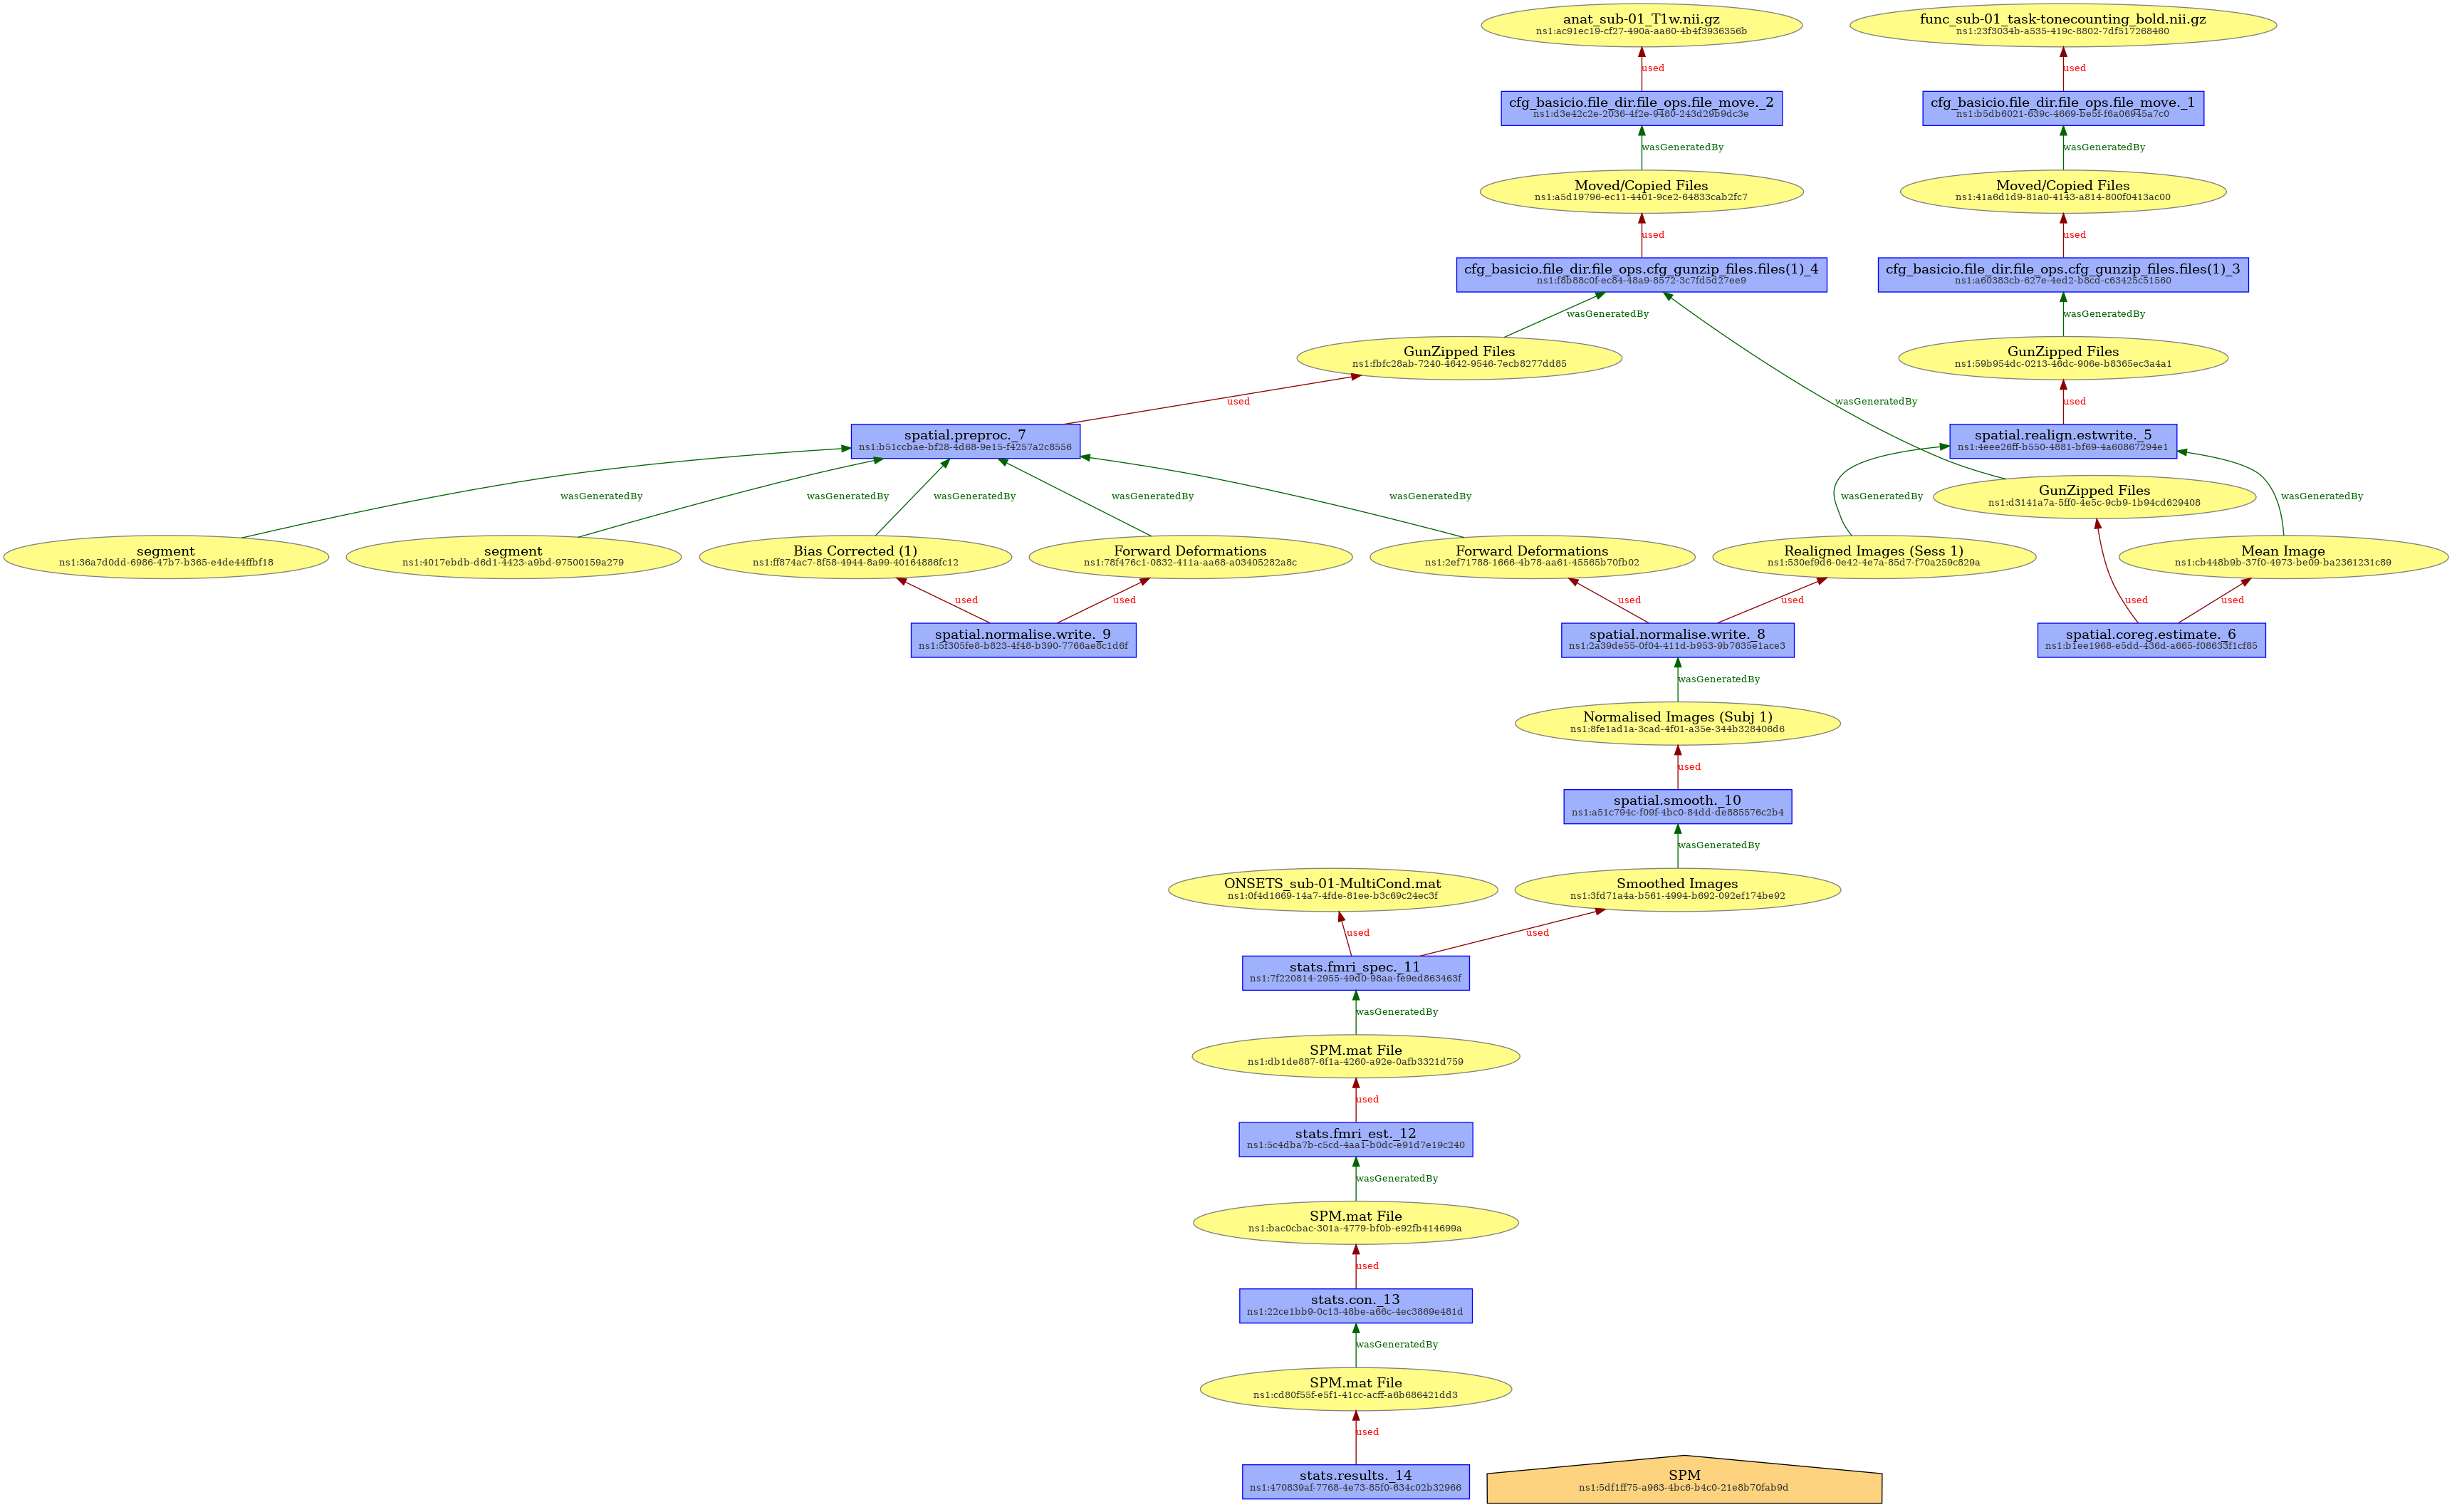 anat_sub-01_T1w.nii.gz
ns1:ac91ec19-cf27-490a-aa60-4b4f3936356b
func_sub-01_task-tonecounting_bold.nii.gz
ns1:23f3034b-a535-419c-8802-7df517268460
used
used
cfg_basicio.file_dir.file_ops.file_move._2
ns1:d3e42c2e-2036-4f2e-9480-243d29b9dc3e
cfg_basicio.file_dir.file_ops.file_move._1
ns1:b5db6021-639c-4669-be5f-f6a06945a7c0
wasGeneratedBy
wasGeneratedBy
Moved/Copied Files
ns1:a5d19796-ec11-4401-9ce2-64833cab2fc7
Moved/Copied Files
ns1:41a6d1d9-81a0-4143-a814-800f0413ac00
used
used
cfg_basicio.file_dir.file_ops.cfg_gunzip_files.files(1)_4
ns1:f8b88c0f-ec84-48a9-8572-3c7fd5d27ee9
cfg_basicio.file_dir.file_ops.cfg_gunzip_files.files(1)_3
ns1:a60383cb-627e-4ed2-b8cd-c63425c51560
wasGeneratedBy
wasGeneratedBy
GunZipped Files
ns1:fbfc28ab-7240-4642-9546-7ecb8277dd85
GunZipped Files
ns1:59b954dc-0213-46dc-906e-b8365ec3a4a1
used
wasGeneratedBy
used
spatial.preproc._7
ns1:b51ccbae-bf28-4d68-9e15-f4257a2c8556
spatial.realign.estwrite._5
ns1:4eee26ff-b550-4881-bf69-4a60867294e1
wasGeneratedBy
wasGeneratedBy
wasGeneratedBy
wasGeneratedBy
wasGeneratedBy
wasGeneratedBy
GunZipped Files
ns1:d3141a7a-5ff0-4e5c-9cb9-1b94cd629408
wasGeneratedBy
segment
ns1:36a7d0dd-6986-47b7-b365-e4de44ffbf18
segment
ns1:4017ebdb-d6d1-4423-a9bd-97500159a279
Bias Corrected (1)
ns1:ff874ac7-8f58-4944-8a99-40164886fc12
Forward Deformations
ns1:78f476c1-0832-411a-aa68-a03405282a8c
Forward Deformations
ns1:2ef71788-1666-4b78-aa61-45565b70fb02
Realigned Images (Sess 1)
ns1:530ef9d6-0e42-4e7a-85d7-f70a259c829a
Mean Image
ns1:cb448b9b-37f0-4973-be09-ba2361231c89
used
used
used
used
used
used
spatial.normalise.write._9
ns1:5f305fe8-b823-4f48-b390-7766ae8c1d6f
spatial.normalise.write._8
ns1:2a39de55-0f04-411d-b953-9b7635e1ace3
spatial.coreg.estimate._6
ns1:b1ee1968-e5dd-436d-a665-f08633f1cf85
wasGeneratedBy
Normalised Images (Subj 1)
ns1:8fe1ad1a-3cad-4f01-a35e-344b328406d6
used
spatial.smooth._10
ns1:a51c794c-f09f-4bc0-84dd-de885576c2b4
wasGeneratedBy
ONSETS_sub-01-MultiCond.mat
ns1:0f4d1669-14a7-4fde-81ee-b3c69c24ec3f
Smoothed Images
ns1:3fd71a4a-b561-4994-b692-092ef174be92
used
used
stats.fmri_spec._11
ns1:7f220814-2955-49d0-98aa-fe9ed863463f
wasGeneratedBy
SPM.mat File
ns1:db1de887-6f1a-4260-a92e-0afb3321d759
used
stats.fmri_est._12
ns1:5c4dba7b-c5cd-4aa1-b0dc-e91d7e19c240
wasGeneratedBy
SPM.mat File
ns1:bac0cbac-301a-4779-bf0b-e92fb414699a
used
stats.con._13
ns1:22ce1bb9-0c13-48be-a66c-4ec3869e481d
wasGeneratedBy
SPM.mat File
ns1:cd80f55f-e5f1-41cc-acff-a6b686421dd3
used
stats.results._14
ns1:470839af-7768-4e73-85f0-634c02b32966
SPM
ns1:5df1ff75-a963-4bc6-b4c0-21e8b70fab9d